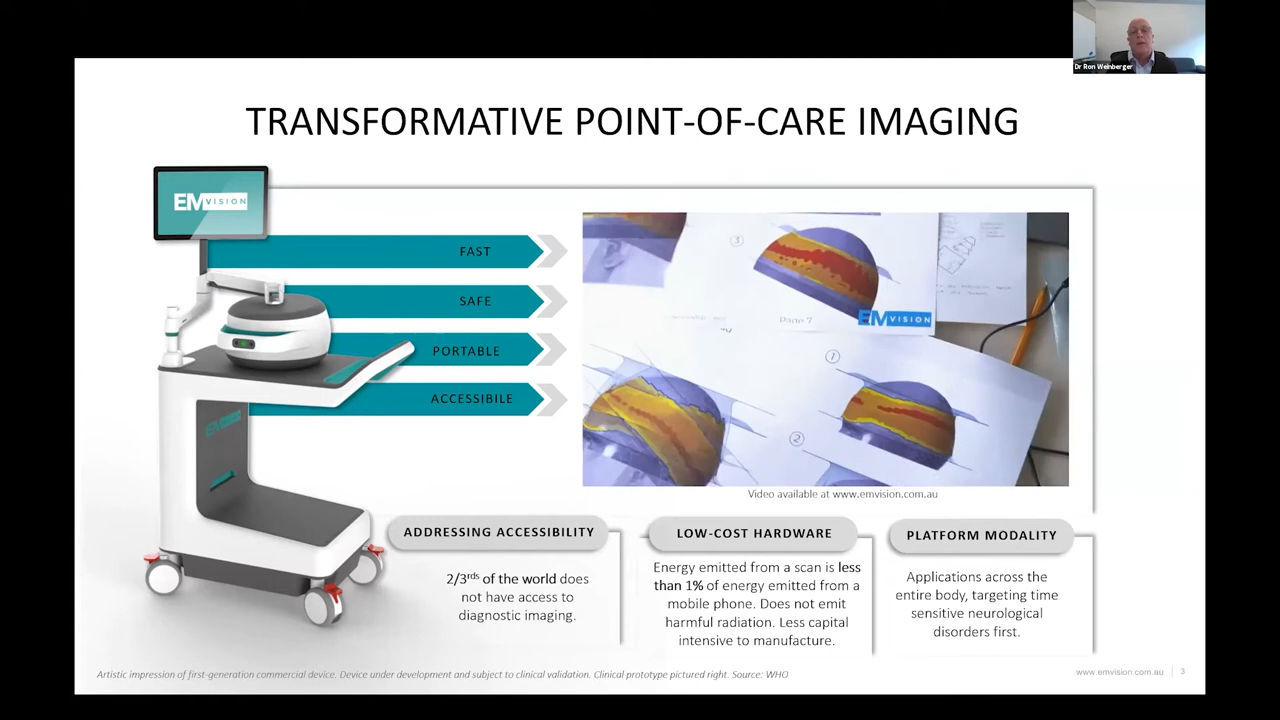 Dr Ron Weinberger
TRANSFORMATIVE POINT-OF-CARE IMAGING
EMVISION
FAST
SAFE
PORTABLE
ACCESSIBILE
EMVISION
3
Page 7
EMVISION
1
2
Video available at www.emvision.com.au
ADDRESSING ACCESSIBILITY
2/3rds of the world does
not have access to
diagnostic imaging.
LOW-COST HARDWARE
Energy emitted from a scan is less
than 1% of energy emitted from a
mobile phone. Does not emit
harmful radiation. Less capital
intensive to manufacture.
PLATFORM MODALITY
Applications across the
entire body, targeting time
sensitive neurological
disorders first.
Artistic impression of first-generation commercial device. Device under development and subject to clinical validation. Clinical prototype pictured right. Source: WHO
www.emvision.com.au | 3